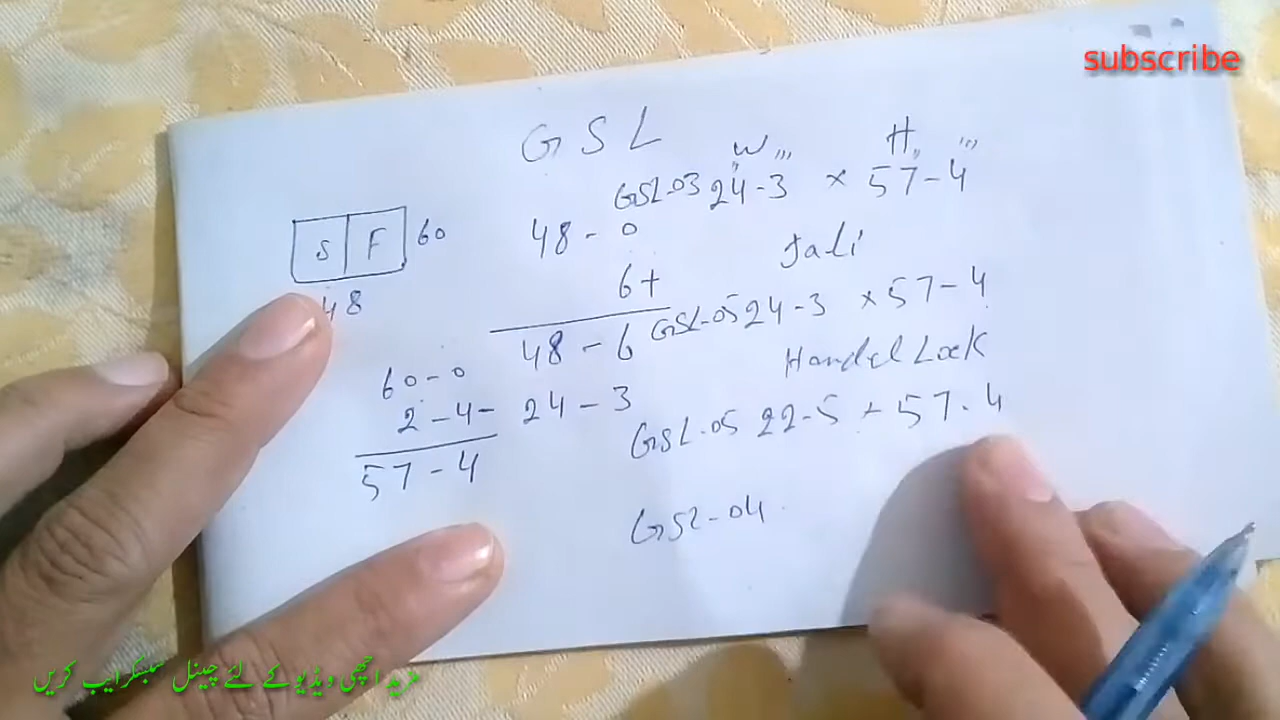 subscribe
GSL
W''' H '''
GSL-03 24-3 × 57-4
S F 60
48
48-0
6+
48-6
24-3
Jali
GSL-05 24-3 × 57-4
Handel Lock
60-0
2-4-
57-4
GSL-05 22-5 + 57-4
GSL-04
مزید اچھی ویڈیو کے لئے چینل سبسکرایب کریں